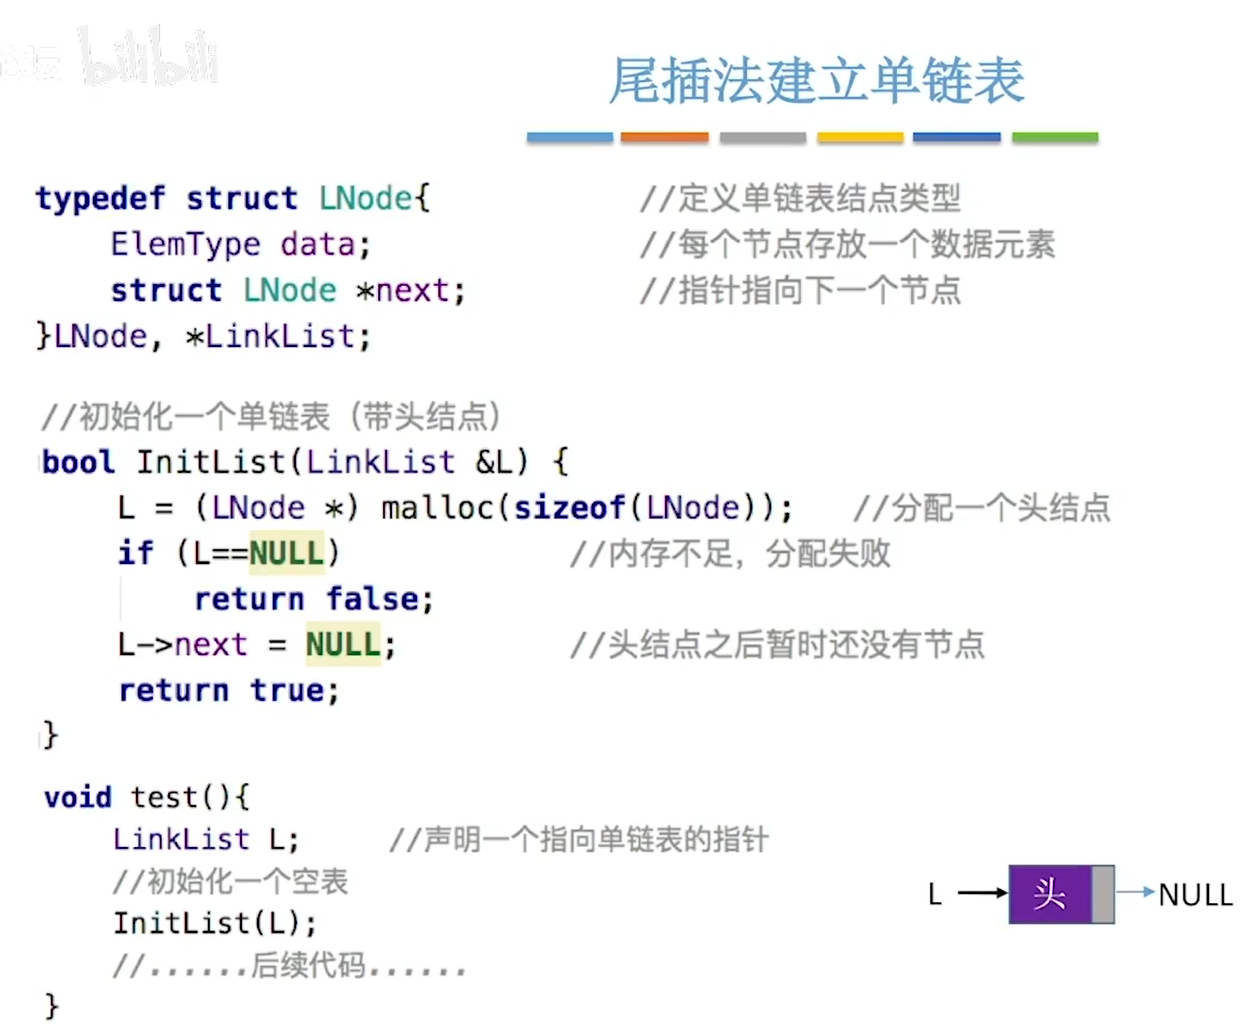 bilibili
尾插法建立单链表
typedef struct LNode{ //定义单链表结点类型
ElemType data; //每个节点存放一个数据元素
struct LNode *next; //指针指向下一个节点
}LNode, *LinkList;
//初始化一个单链表（带头结点）
bool InitList(LinkList &L) {
L = (LNode *) malloc(sizeof(LNode)); //分配一个头结点
if (L==NULL) //内存不足，分配失败
return false;
L->next = NULL; //头结点之后暂时还没有节点
return true;
}
void test(){
LinkList L; //声明一个指向单链表的指针
//初始化一个空表
InitList(L);
//......后续代码......
}
L 头 NULL